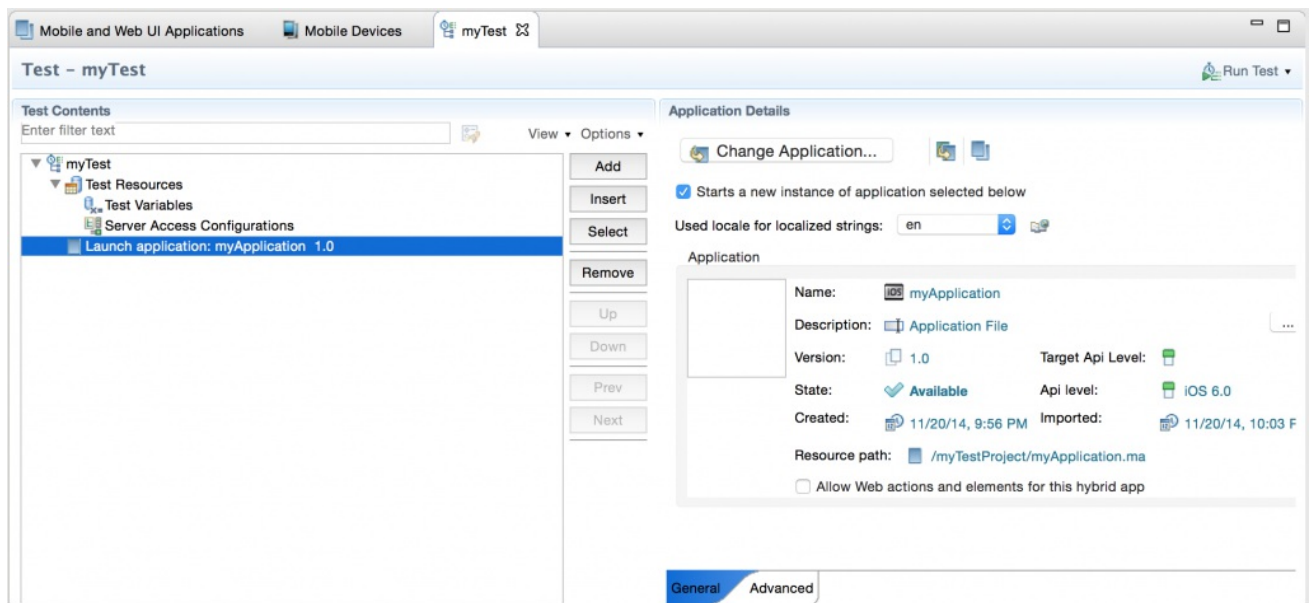 Mobile and Web UI Applications Mobile Devices myTest
Test - myTest Run Test
Test Contents
Enter filter text View Options
myTest
Test Resources
Test Variables
Server Access Configurations
Launch application: myApplication 1.0
Add
Insert
Select
Remove
Up
Down
Prev
Next
Application Details
Change Application...
Starts a new instance of application selected below
Used locale for localized strings: en
Application
Name: iOS myApplication
Description: Application File ...
Version: 1.0 Target Api Level:
State: Available Api level: iOS 6.0
Created: 11/20/14, 9:56 PM Imported: 11/20/14, 10:03 P
Resource path: /myTestProject/myApplication.ma
Allow Web actions and elements for this hybrid app
General Advanced